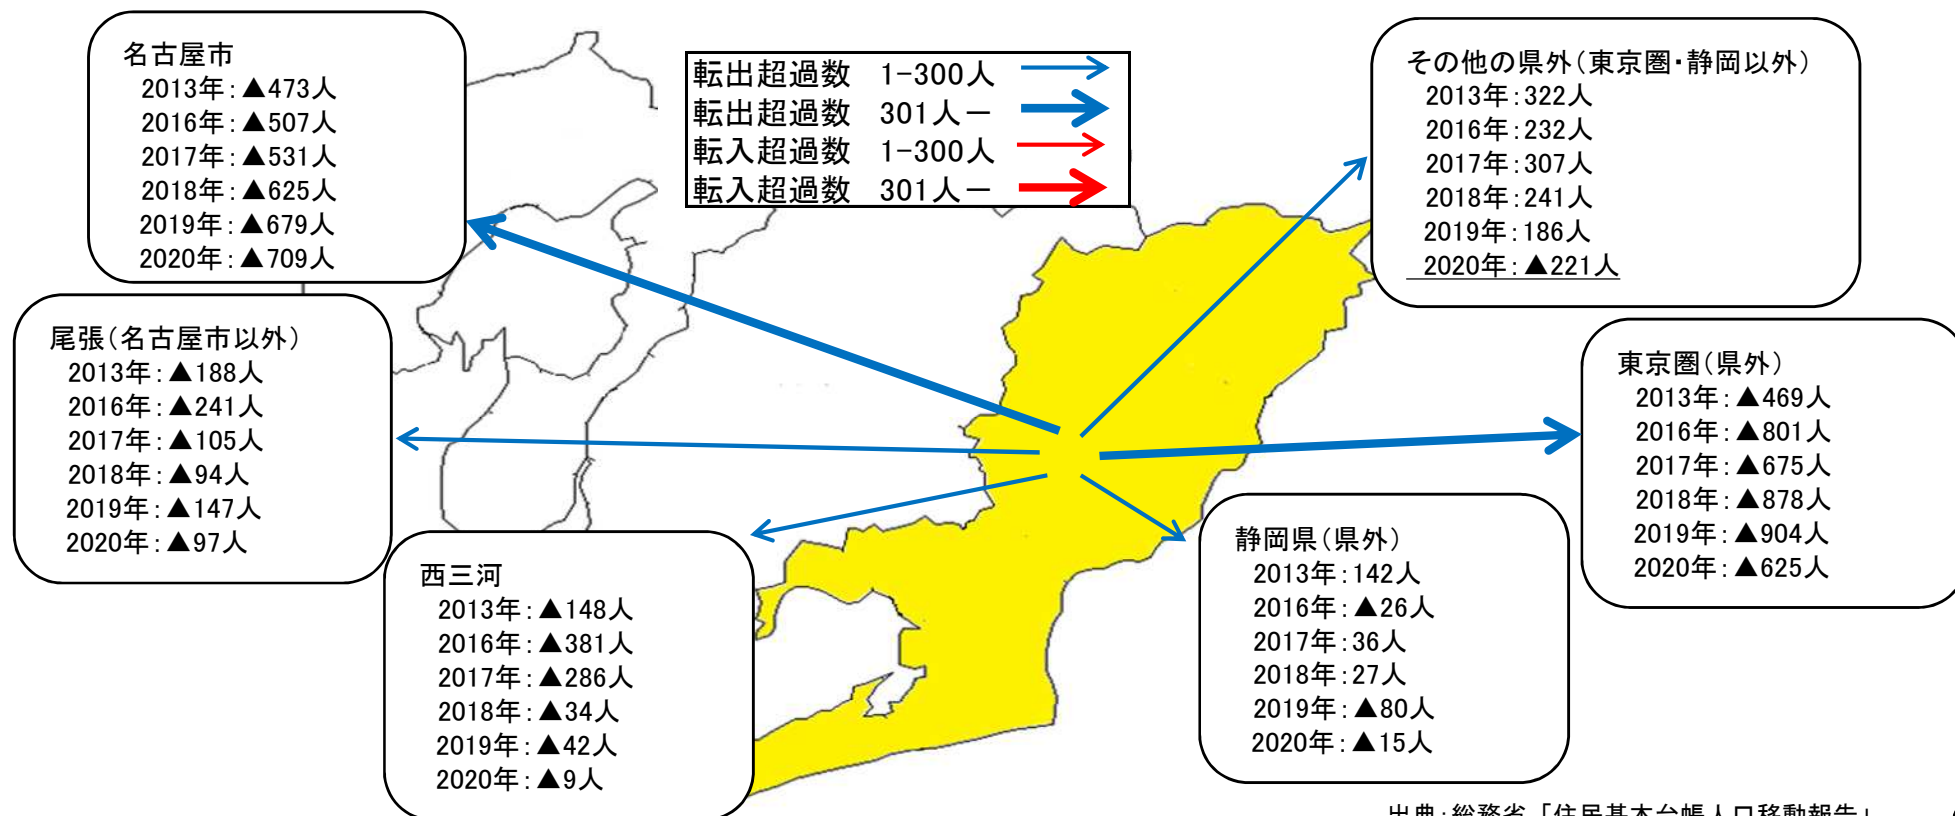 名古屋市
2013年：▲473人
2016年：▲507人
2017年：▲531人
2018年：▲625人
2019年：▲679人
2020年：▲709人
転出超過数　1-300人
転出超過数　301人－
転入超過数　1-300人
転入超過数　301人－
その他の県外（東京圏・静岡以外）
2013年：322人
2016年：232人
2017年：307人
2018年：241人
2019年：186人
2020年：▲221人
尾張（名古屋市以外）
2013年：▲188人
2016年：▲241人
2017年：▲105人
2018年：▲94人
2019年：▲147人
2020年：▲97人
東京圏（県外）
2013年：▲469人
2016年：▲801人
2017年：▲675人
2018年：▲878人
2019年：▲904人
2020年：▲625人
西三河
2013年：▲148人
2016年：▲381人
2017年：▲286人
2018年：▲34人
2019年：▲42人
2020年：▲9人
静岡県（県外）
2013年：142人
2016年：▲26人
2017年：36人
2018年：27人
2019年：▲80人
2020年：▲15人
出典：総務省「住民基本台帳人口移動報告」